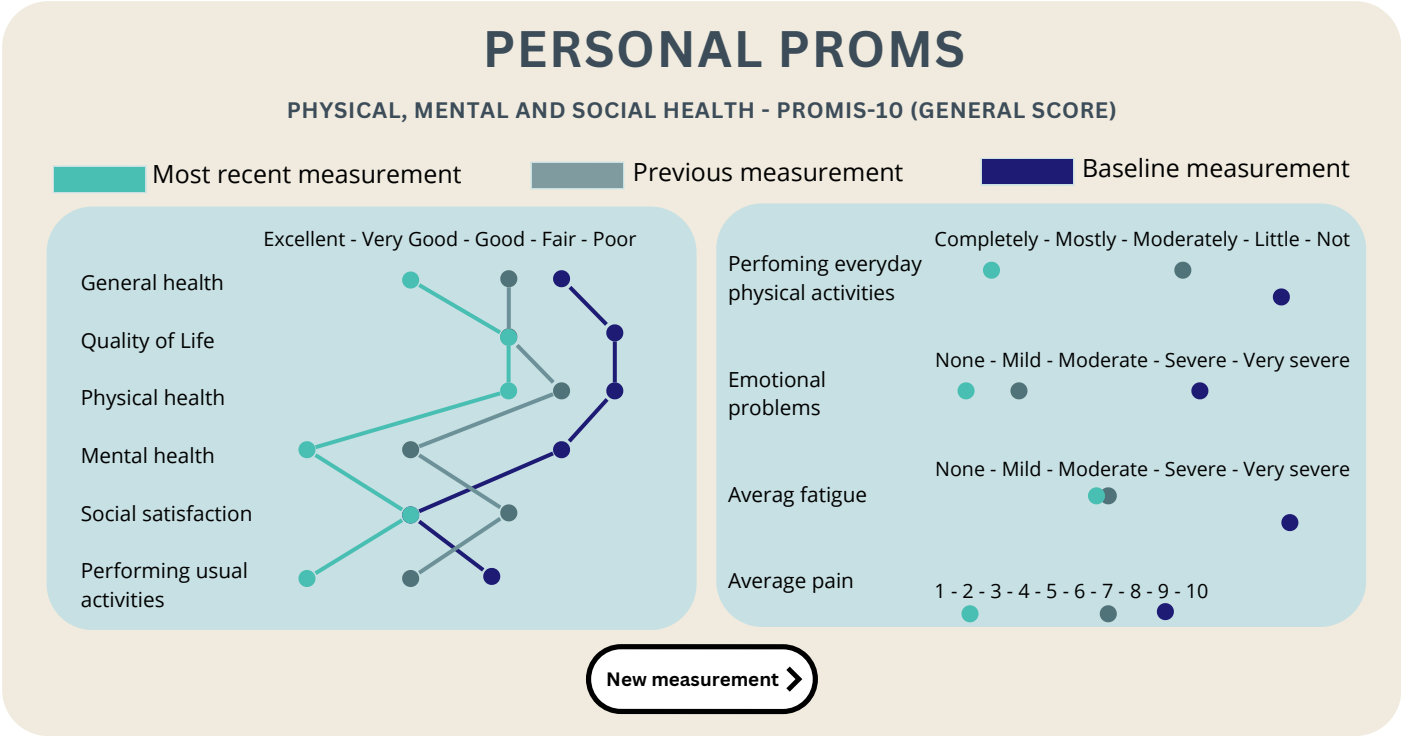 PERSONAL PROMS
PHYSICAL, MENTAL AND SOCIAL HEALTH - PROMIS-10 (GENERAL SCORE)
Most recent measurement
Previous measurement
Baseline measurement
Excellent - Very Good - Good - Fair - Poor
General health
Quality of Life
Physical health
Mental health
Social satisfaction
Performing usual
activities
Completely - Mostly - Moderately - Little - Not
Perfoming everyday
physical activities
None - Mild - Moderate - Severe - Very severe
Emotional
problems
None - Mild - Moderate - Severe - Very severe
Averag fatigue
Average pain
1 - 2 - 3 - 4 - 5 - 6 - 7 - 8 - 9 - 10
New measurement